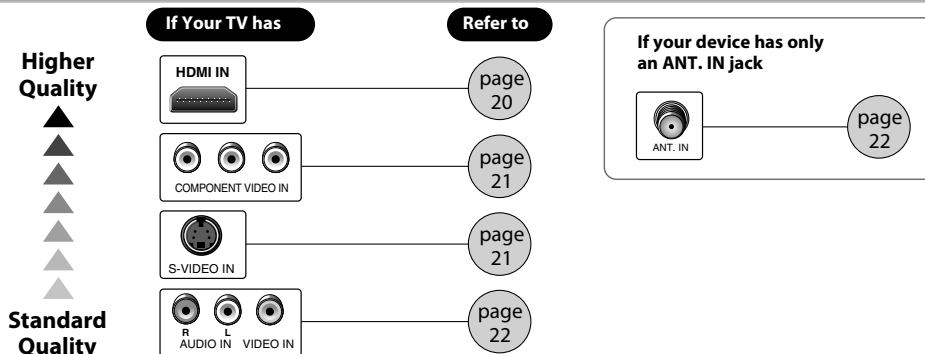 If Your TV has
Refer to
Higher
Quality
HDMI IN
page
20
COMPONENT VIDEO IN
page
21
S-VIDEO IN
page
21
Standard
Quality
R L
AUDIO IN VIDEO IN
page
22
If your device has only
an ANT. IN jack
ANT. IN
page
22